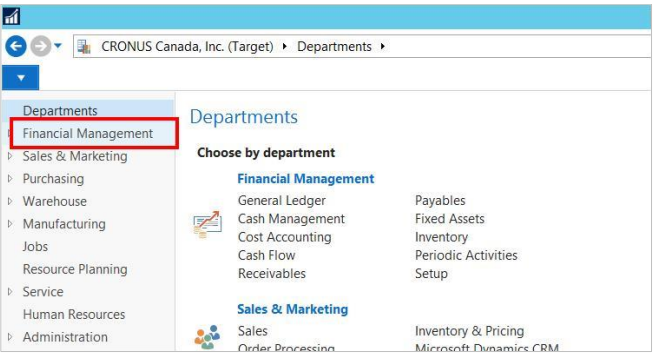 CRONUS Canada, Inc. (Target) ▸ Departments ▸
Departments
Financial Management
Sales & Marketing
Purchasing
Warehouse
Manufacturing
Jobs
Resource Planning
Service
Human Resources
Administration
Departments
Choose by department
Financial Management
General Ledger
Cash Management
Cost Accounting
Cash Flow
Receivables
Payables
Fixed Assets
Inventory
Periodic Activities
Setup
Sales & Marketing
Sales
Order Processing
Inventory & Pricing
Microsoft Dynamics CRM